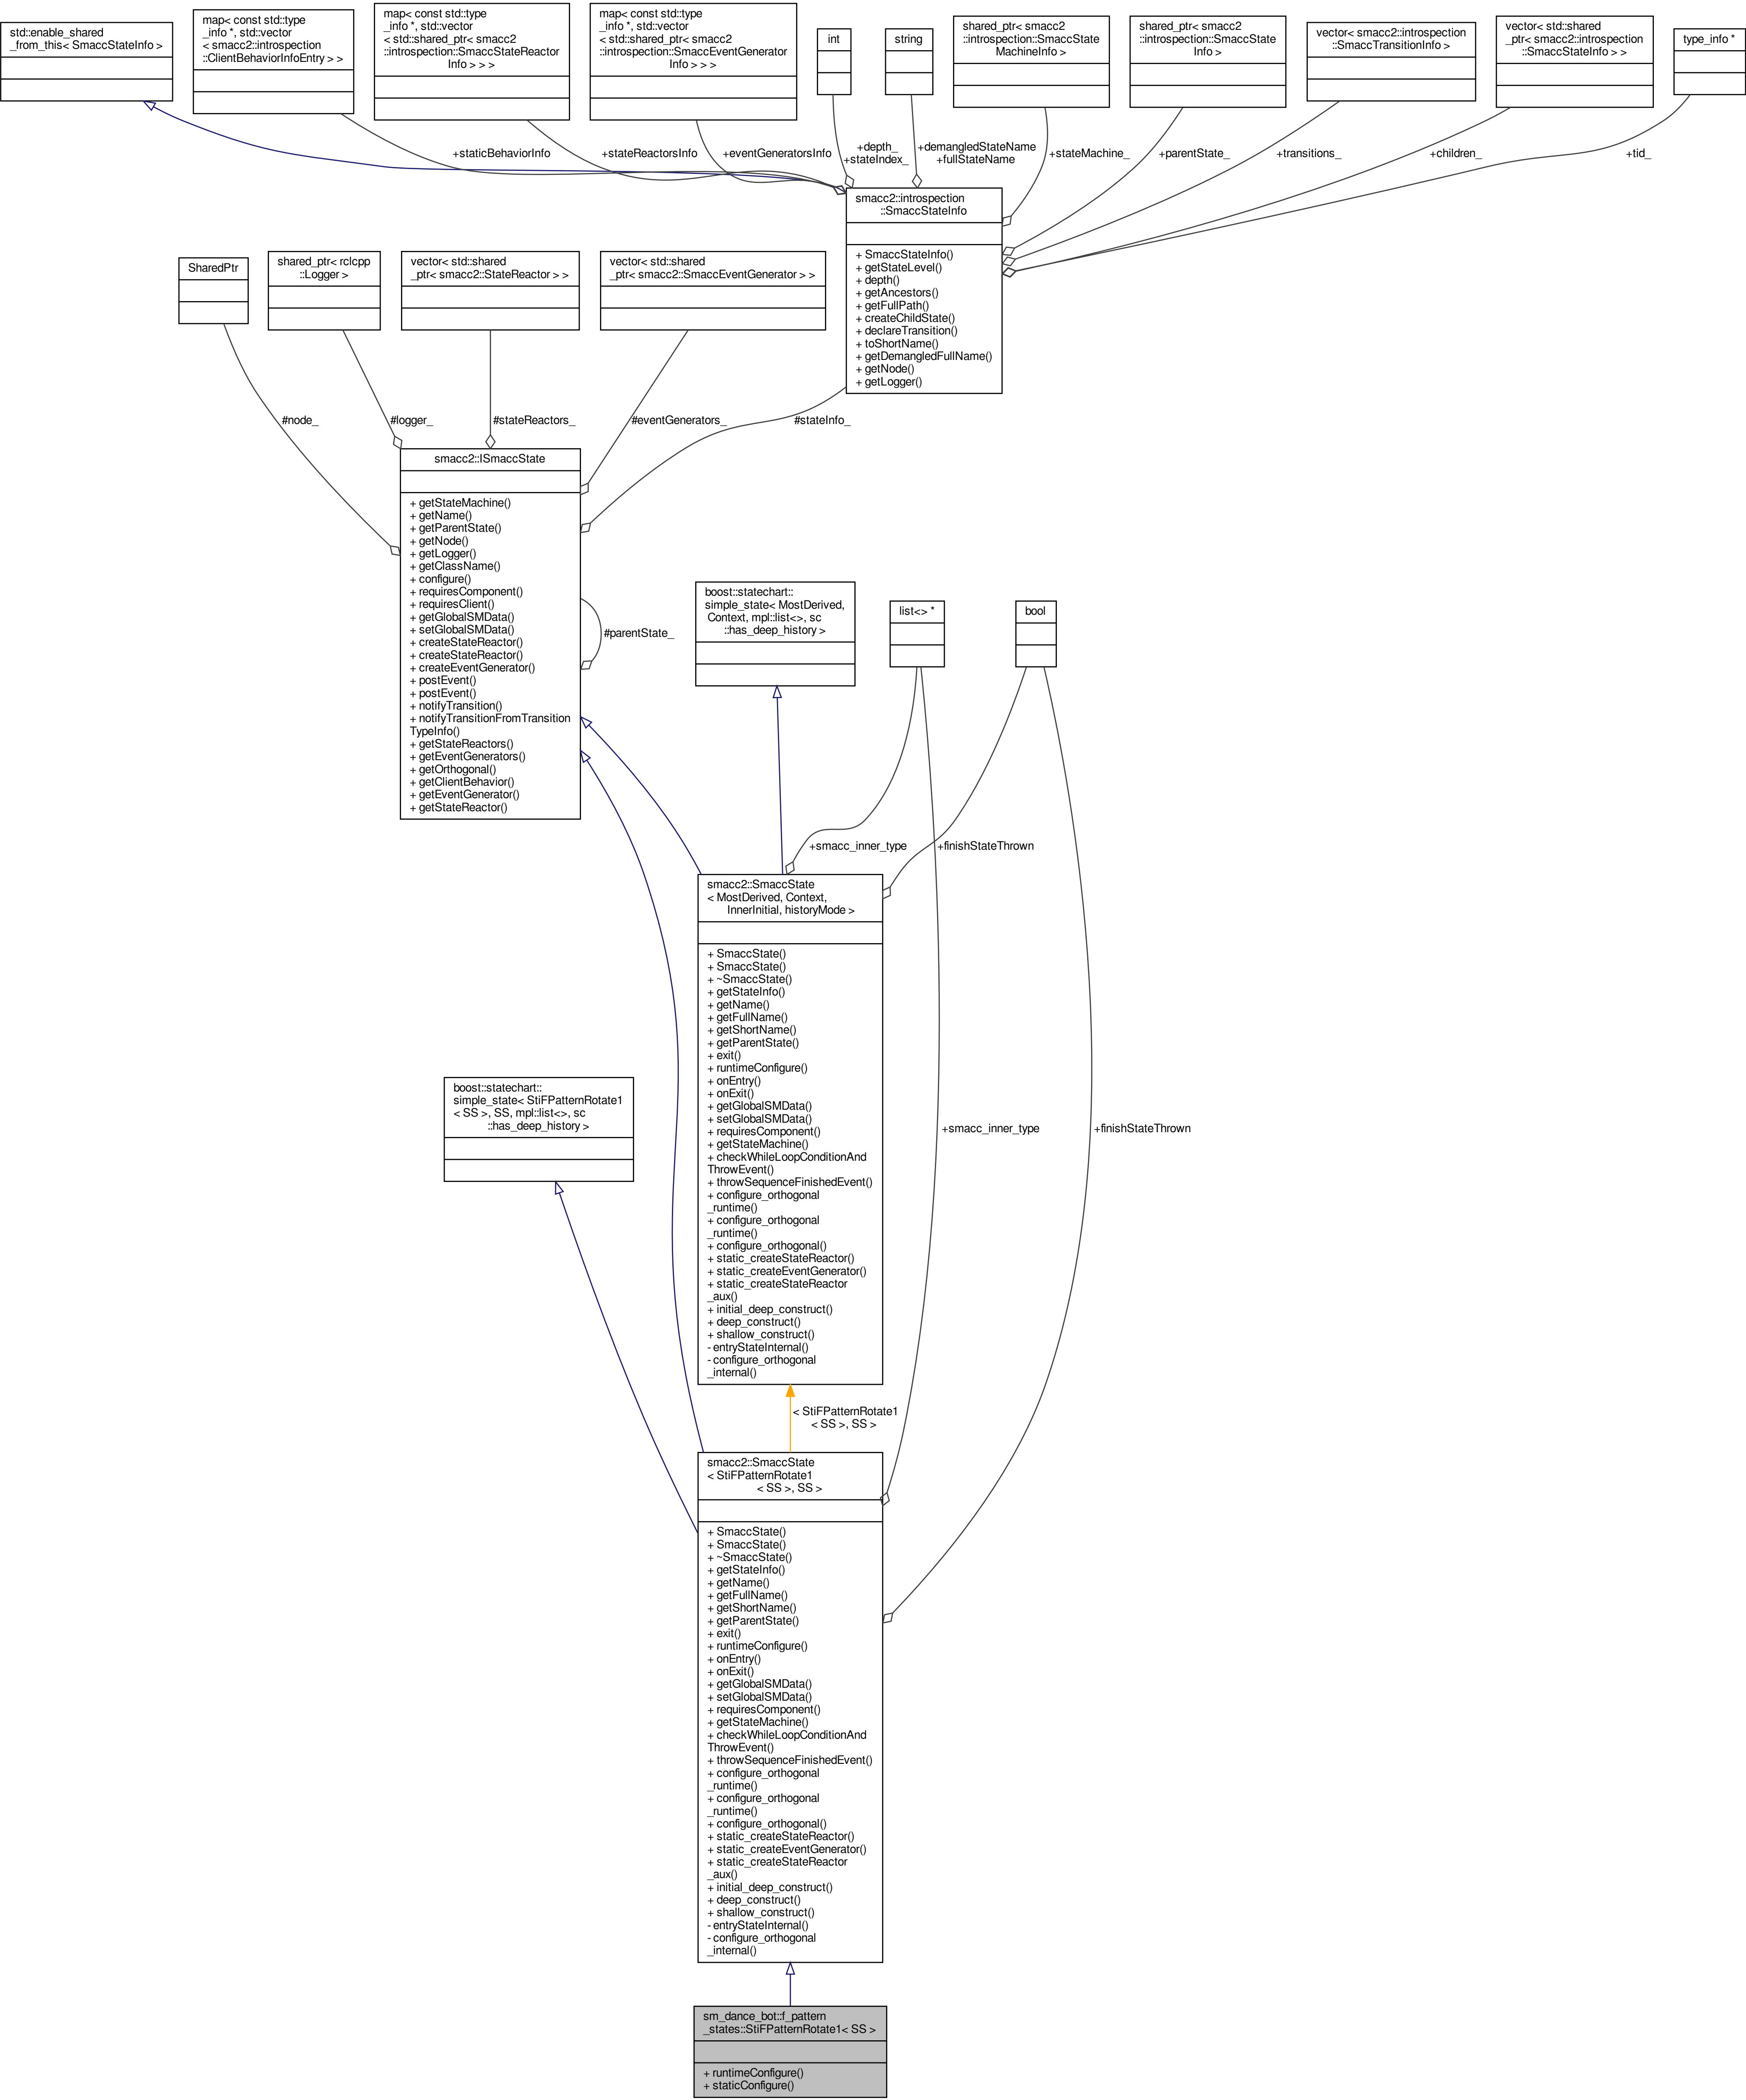 std::enable_shared
_from_this< SmaccStateInfo >
map< const std::type
_info *, std::vector
< smacc2::introspection
::ClientBehaviorInfoEntry > >
map< const std::type
_info *, std::vector
< std::shared_ptr< smacc2
::introspection::SmaccStateReactor
Info > > >
map< const std::type
_info *, std::vector
< std::shared_ptr< smacc2
::introspection::SmaccEventGenerator
Info > > >
int
string
shared_ptr< smacc2
::introspection::SmaccState
MachineInfo >
shared_ptr< smacc2
::introspection::SmaccState
Info >
vector< smacc2::introspection
::SmaccTransitionInfo >
vector< std::shared
_ptr< smacc2::introspection
::SmaccStateInfo > >
type_info *
+staticBehaviorInfo
+stateReactorsInfo
+eventGeneratorsInfo
+depth_
+stateIndex_
+demangledStateName
+fullStateName
+stateMachine_
+parentState_
+transitions_
+children_
+tid_
smacc2::introspection
::SmaccStateInfo
+ SmaccStateInfo()
+ getStateLevel()
+ depth()
+ getAncestors()
+ getFullPath()
+ createChildState()
+ declareTransition()
+ toShortName()
+ getDemangledFullName()
+ getNode()
+ getLogger()
SharedPtr
shared_ptr< rclcpp
::Logger >
vector< std::shared
_ptr< smacc2::StateReactor > >
vector< std::shared
_ptr< smacc2::SmaccEventGenerator > >
#node_
#logger_
#stateReactors_
#eventGenerators_
#stateInfo_
smacc2::ISmaccState
+ getStateMachine()
+ getName()
+ getParentState()
+ getNode()
+ getLogger()
+ getClassName()
+ configure()
+ requiresComponent()
+ requiresClient()
+ getGlobalSMData()
+ setGlobalSMData()
+ createStateReactor()
+ createStateReactor()
+ createEventGenerator()
+ postEvent()
+ postEvent()
+ notifyTransition()
+ notifyTransitionFromTransition
TypeInfo()
+ getStateReactors()
+ getEventGenerators()
+ getOrthogonal()
+ getClientBehavior()
+ getEventGenerator()
+ getStateReactor()
#parentState_
boost::statechart::
simple_state< MostDerived,
Context, mpl::list<>, sc
::has_deep_history >
list<> *
bool
+smacc_inner_type
+finishStateThrown
smacc2::SmaccState
< MostDerived, Context,
InnerInitial, historyMode >
+ SmaccState()
+ SmaccState()
+ ~SmaccState()
+ getStateInfo()
+ getName()
+ getFullName()
+ getShortName()
+ getParentState()
+ exit()
+ runtimeConfigure()
+ onEntry()
+ onExit()
+ getGlobalSMData()
+ setGlobalSMData()
+ requiresComponent()
+ getStateMachine()
+ checkWhileLoopConditionAnd
ThrowEvent()
+ throwSequenceFinishedEvent()
+ configure_orthogonal
_runtime()
+ configure_orthogonal
_runtime()
+ configure_orthogonal()
+ static_createStateReactor()
+ static_createEventGenerator()
+ static_createStateReactor
_aux()
+ initial_deep_construct()
+ deep_construct()
+ shallow_construct()
- entryStateInternal()
- configure_orthogonal
_internal()
boost::statechart::
simple_state< StiFPatternRotate1
< SS >, SS, mpl::list<>, sc
::has_deep_history >
+smacc_inner_type
+finishStateThrown
< StiFPatternRotate1
< SS >, SS >
smacc2::SmaccState
< StiFPatternRotate1
< SS >, SS >
+ SmaccState()
+ SmaccState()
+ ~SmaccState()
+ getStateInfo()
+ getName()
+ getFullName()
+ getShortName()
+ getParentState()
+ exit()
+ runtimeConfigure()
+ onEntry()
+ onExit()
+ getGlobalSMData()
+ setGlobalSMData()
+ requiresComponent()
+ getStateMachine()
+ checkWhileLoopConditionAnd
ThrowEvent()
+ throwSequenceFinishedEvent()
+ configure_orthogonal
_runtime()
+ configure_orthogonal
_runtime()
+ configure_orthogonal()
+ static_createStateReactor()
+ static_createEventGenerator()
+ static_createStateReactor
_aux()
+ initial_deep_construct()
+ deep_construct()
+ shallow_construct()
- entryStateInternal()
- configure_orthogonal
_internal()
sm_dance_bot::f_pattern
_states::StiFPatternRotate1< SS >
+ runtimeConfigure()
+ staticConfigure()